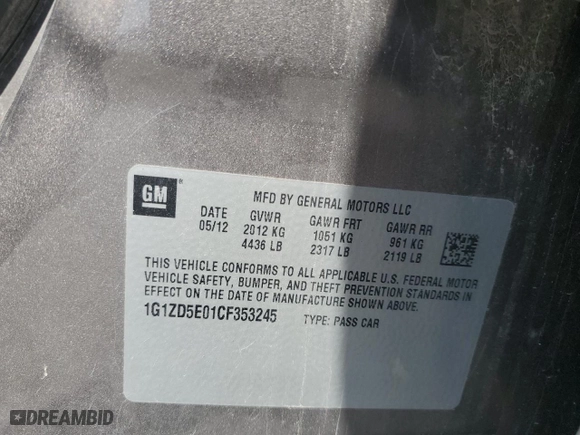 GM
MFD BY GENERAL MOTORS LLC
DATE GVWR GAWR FRT GAWR RR
05/12 2012 KG 1051 KG 961 KG
4436 LB 2317 LB 2119 LB
THIS VEHICLE CONFORMS TO ALL APPLICABLE U.S. FEDERAL MOTOR
VEHICLE SAFETY, BUMPER, AND THEFT PREVENTION STANDARDS IN
EFFECT ON THE DATE OF MANUFACTURE SHOWN ABOVE.
1G1ZD5E01CF353245 TYPE: PASS CAR
DREAMBID